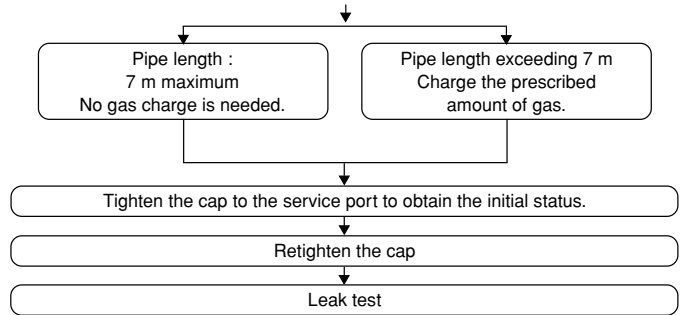 Pipe length :
7 m maximum
No gas charge is needed.
Pipe length exceeding 7 m
Charge the prescribed
amount of gas.
Tighten the cap to the service port to obtain the initial status.
Retighten the cap
Leak test